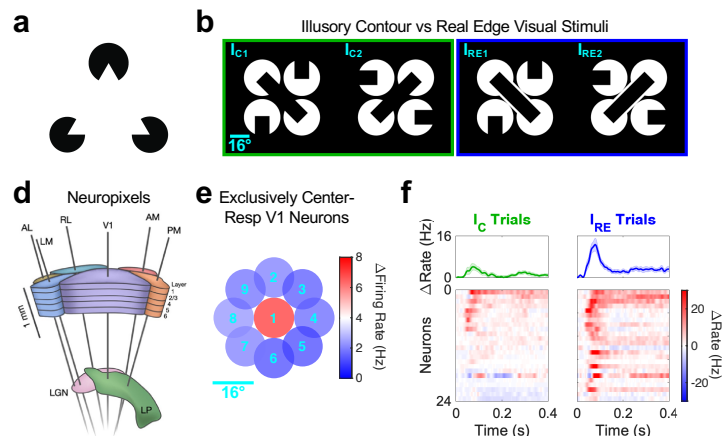 a
b
Illusory Contour vs Real Edge Visual Stimuli
IC1
IC2
IRE1
IRE2
16°
d
Neuropixels
AL
LM
RL
V1
AM
PM
Layer
1
2/3
4
5
6
1 mm
LGN
LP
e
Exclusively Center-
Resp V1 Neurons
1
2
3
4
5
6
7
8
9
16°
8
6
4
2
0
ΔFiring Rate
(Hz)
f
IC Trials
IRE Trials
ΔRate (Hz)
16
0
0
Neurons
24
0
0.2
0.4
Time (s)
0
0.2
0.4
Time (s)
30
0
-30
ΔRate (Hz)